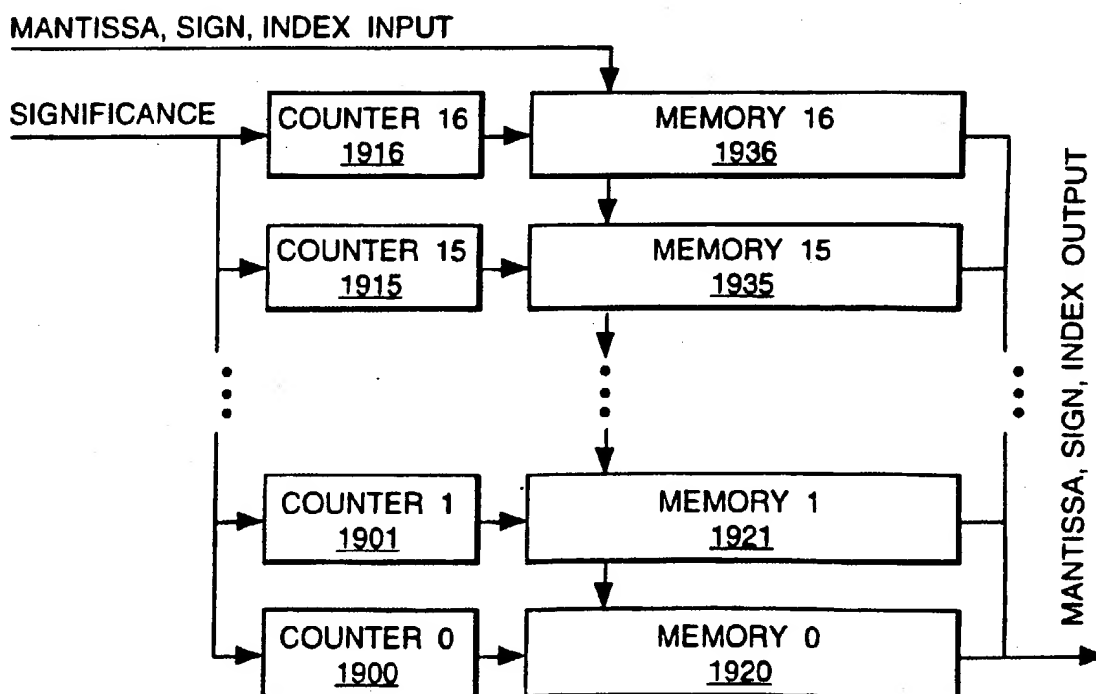 MANTISSA, SIGN, INDEX INPUT
SIGNIFICANCE
COUNTER 16
1916
MEMORY 16
1936
COUNTER 15
1915
MEMORY 15
1935
COUNTER 1
1901
MEMORY 1
1921
COUNTER 0
1900
MEMORY 0
1920
MANTISSA, SIGN, INDEX OUTPUT